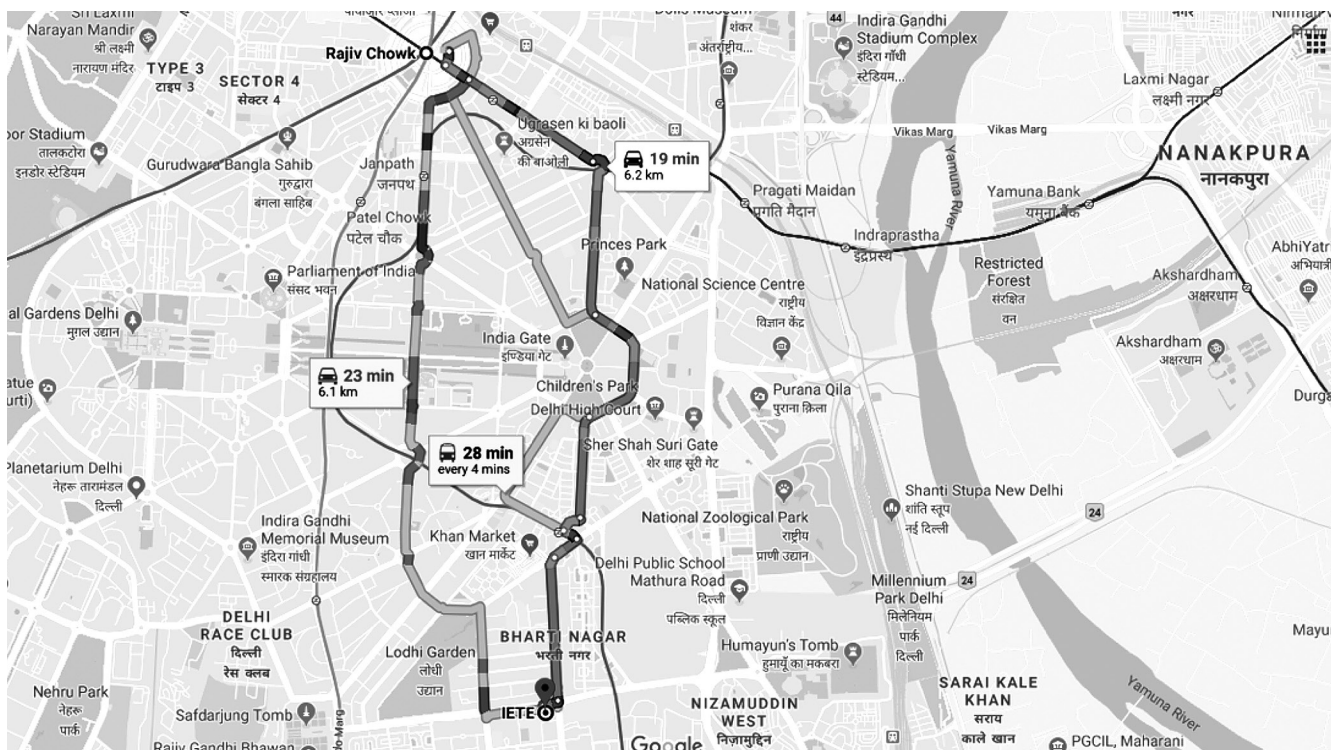 Sri Laxmi
Narayan Mandir
श्री लक्ष्मी
नारायण मंदिर
TYPE 3
टाइप 3
SECTOR 4
सेक्टर 4
Rajiv Chowk
Dolls Museum
शंकर
अंतर्राष्ट्रीय...
44
Indira Gandhi
Stadium Complex
इंदिरा गाँधी
स्टेडियम...
Laxmi Nagar
लक्ष्मी नगर
नगर
oor Stadium
तालकटोरा
इनडोर स्टेडियम
Gurudwara Bangla Sahib
गुरुद्वारा
बंगला साहिब
Janpath
जनपथ
Ugrasen ki baoli
अग्रसेन
की बाओली
19 min
6.2 km
Vikas Marg
Vikas Marg
Yamuna River
NANAKPURA
नानकपुरा
Patel Chowk
पटेल चौक
Pragati Maidan
प्रगति मैदान
Yamuna Bank
यमुना बैंक
Indraprastha
इंद्रप्रस्थ
Parliament of India
संसद भवन
Princes Park
National Science Centre
राष्ट्रीय
विज्ञान केंद्र
Restricted
Forest
संरक्षित
वन
Akshardham
अक्षरधाम
AbhiYatr
अभियात्री
al Gardens Delhi
मुगल उद्यान
India Gate
इण्डिया गेट
Akshardham
अक्षरधाम
23 min
6.1 km
Children's Park
Delhi High Court
Purana Qila
पुराना क़िला
atue
urti)
Durga
28 min
every 4 mins
Sher Shah Suri Gate
शेर शाह सूरी गेट
Planetarium Delhi
नेहरू तारामंडल
दिल्ली
Indira Gandhi
Memorial Museum
इंदिरा गांधी
स्मारक संग्रहालय
Khan Market
खान मार्केट
National Zoological Park
राष्ट्रीय
प्राणी उद्यान
Shanti Stupa New Delhi
शांति स्तूप
नई दिल्ली
24
24
Delhi Public School
Mathura Road
दिल्ली
पब्लिक स्कूल
Millennium
Park Delhi
मिलेनियम
पार्क
दिल्ली
DELHI
RACE CLUB
दिल्ली
रेस क्लब
BHARTI NAGAR
भारती नगर
Lodhi Garden
लोधी
उद्यान
Humayun's Tomb
हुमायूँ का मकबरा
Mayu
Nehru Park
नेहरू
पार्क
Safdarjung Tomb
IETE
NIZAMUDDIN
WEST
निज़ामुद्दिन
SARAI KALE
KHAN
सराय
काले खान
Yamuna River
Rajiv Gandhi Bhawan
Google
PGCIL, Maharani